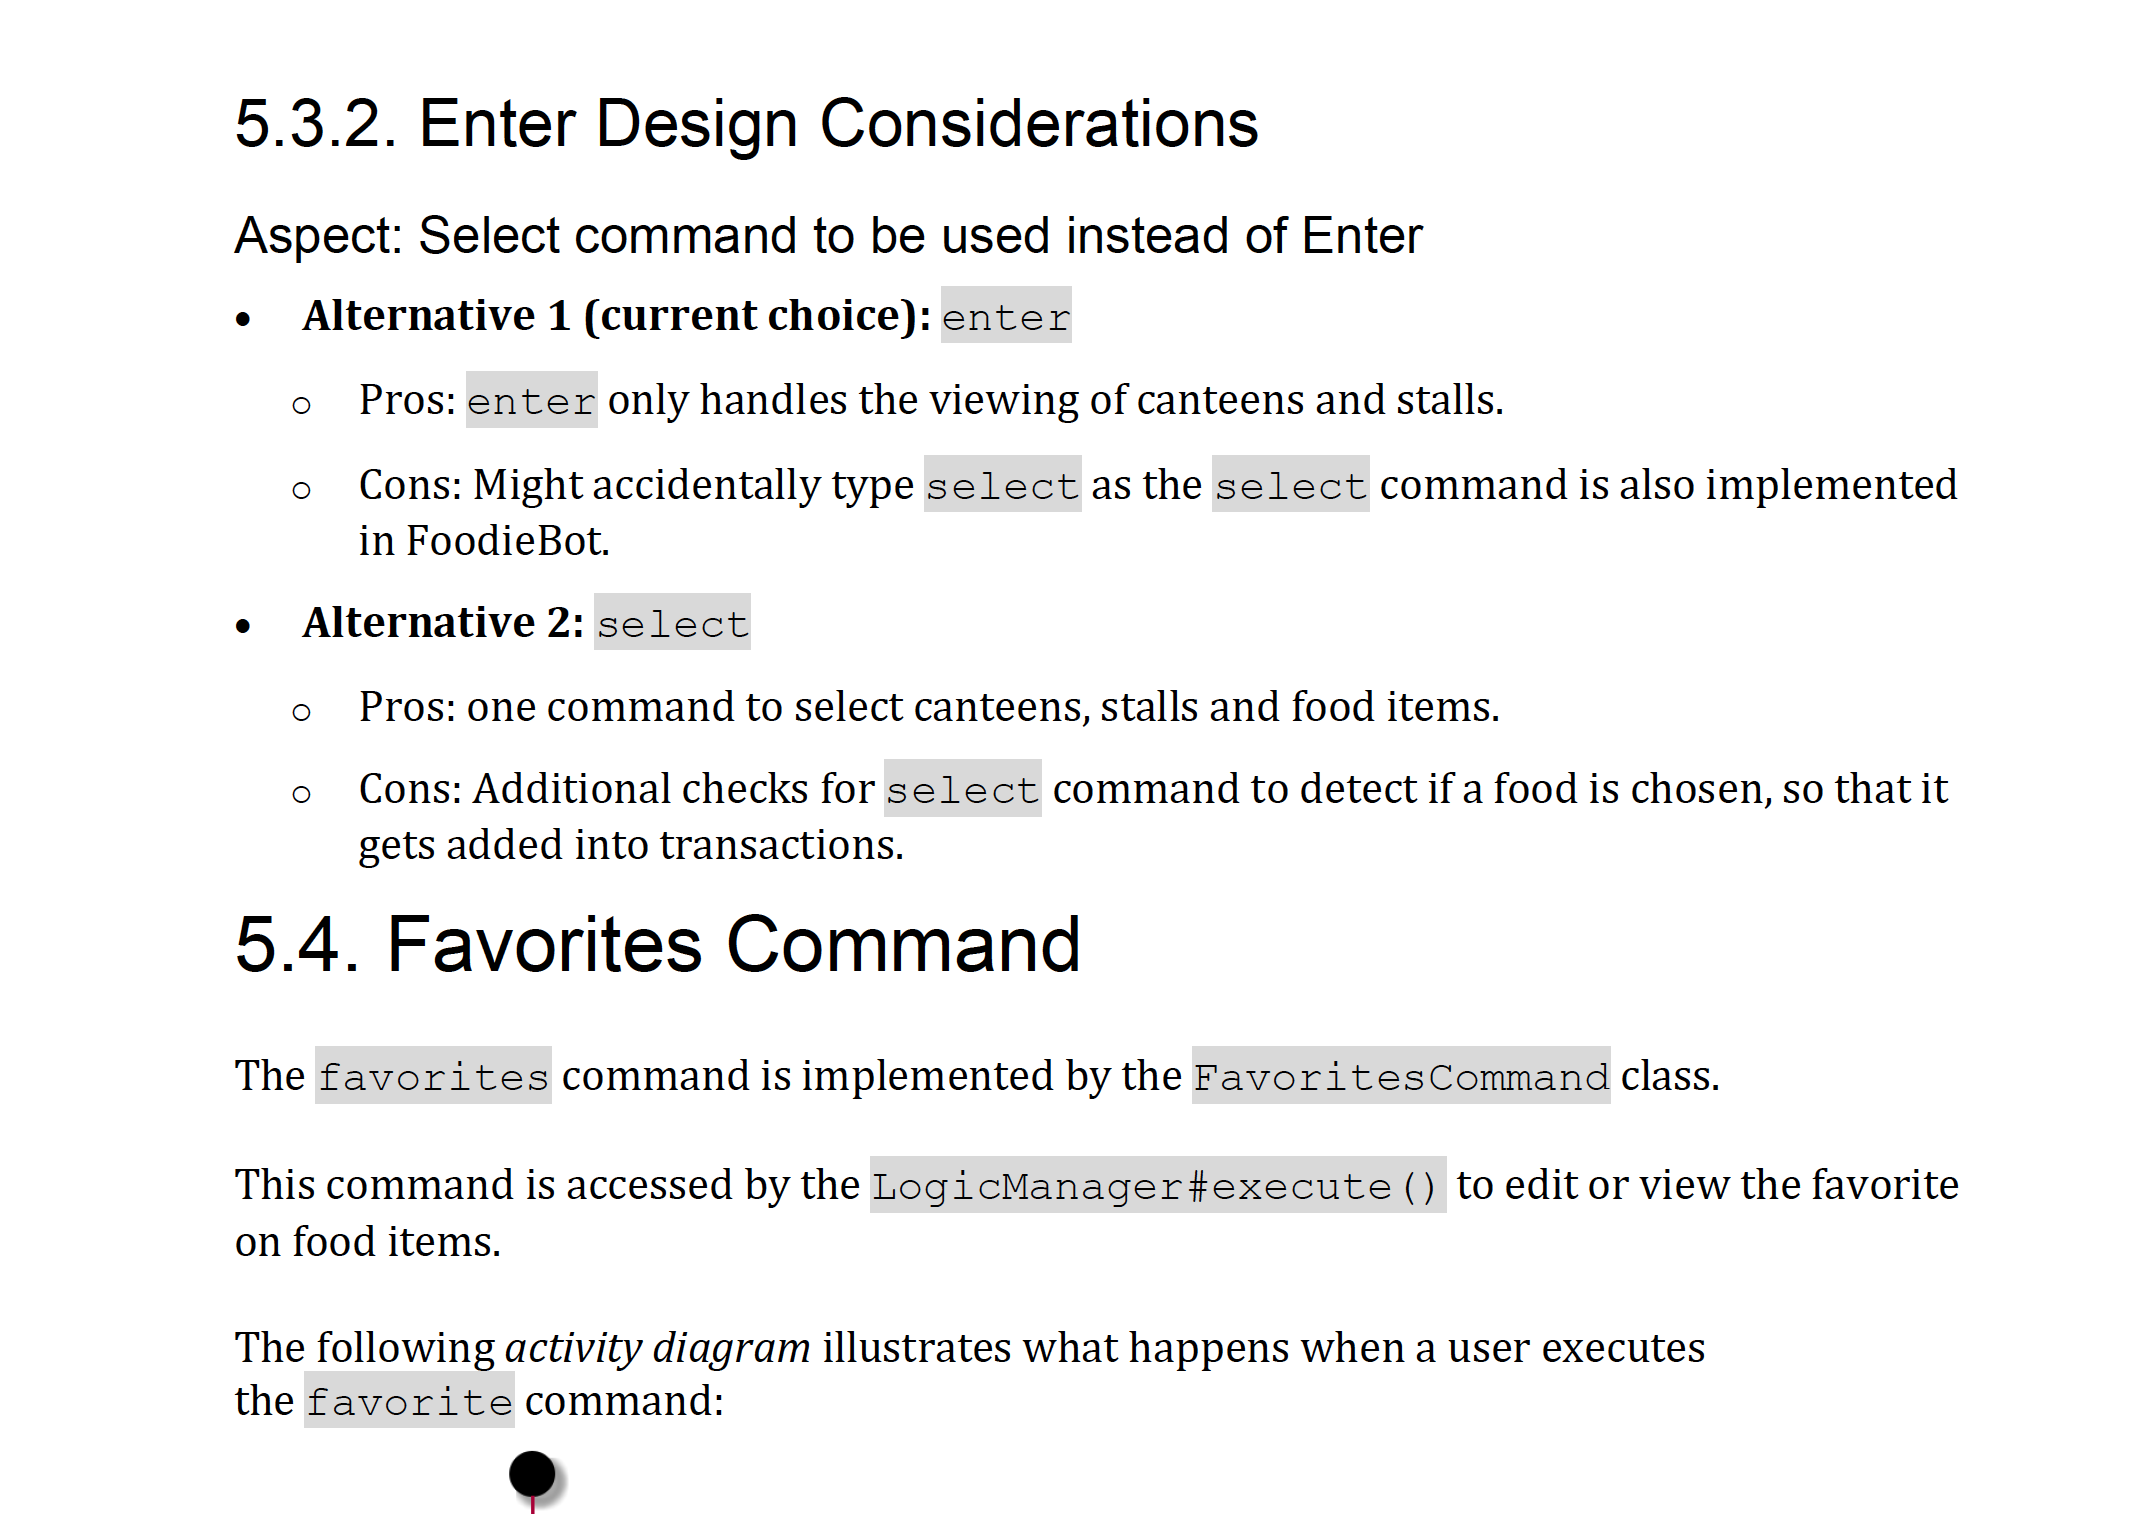 5.3.2. Enter Design Considerations
Aspect: Select command to be used instead of Enter
• Alternative 1 (current choice): enter
○ Pros: enter only handles the viewing of canteens and stalls.
○ Cons: Might accidentally type select as the select command is also implemented
in FoodieBot.
• Alternative 2: select
○ Pros: one command to select canteens, stalls and food items.
○ Cons: Additional checks for select command to detect if a food is chosen, so that it
gets added into transactions.
5.4. Favorites Command
The favorites command is implemented by the FavoritesCommand class.
This command is accessed by the LogicManager#execute() to edit or view the favorite
on food items.
The following activity diagram illustrates what happens when a user executes
the favorite command: